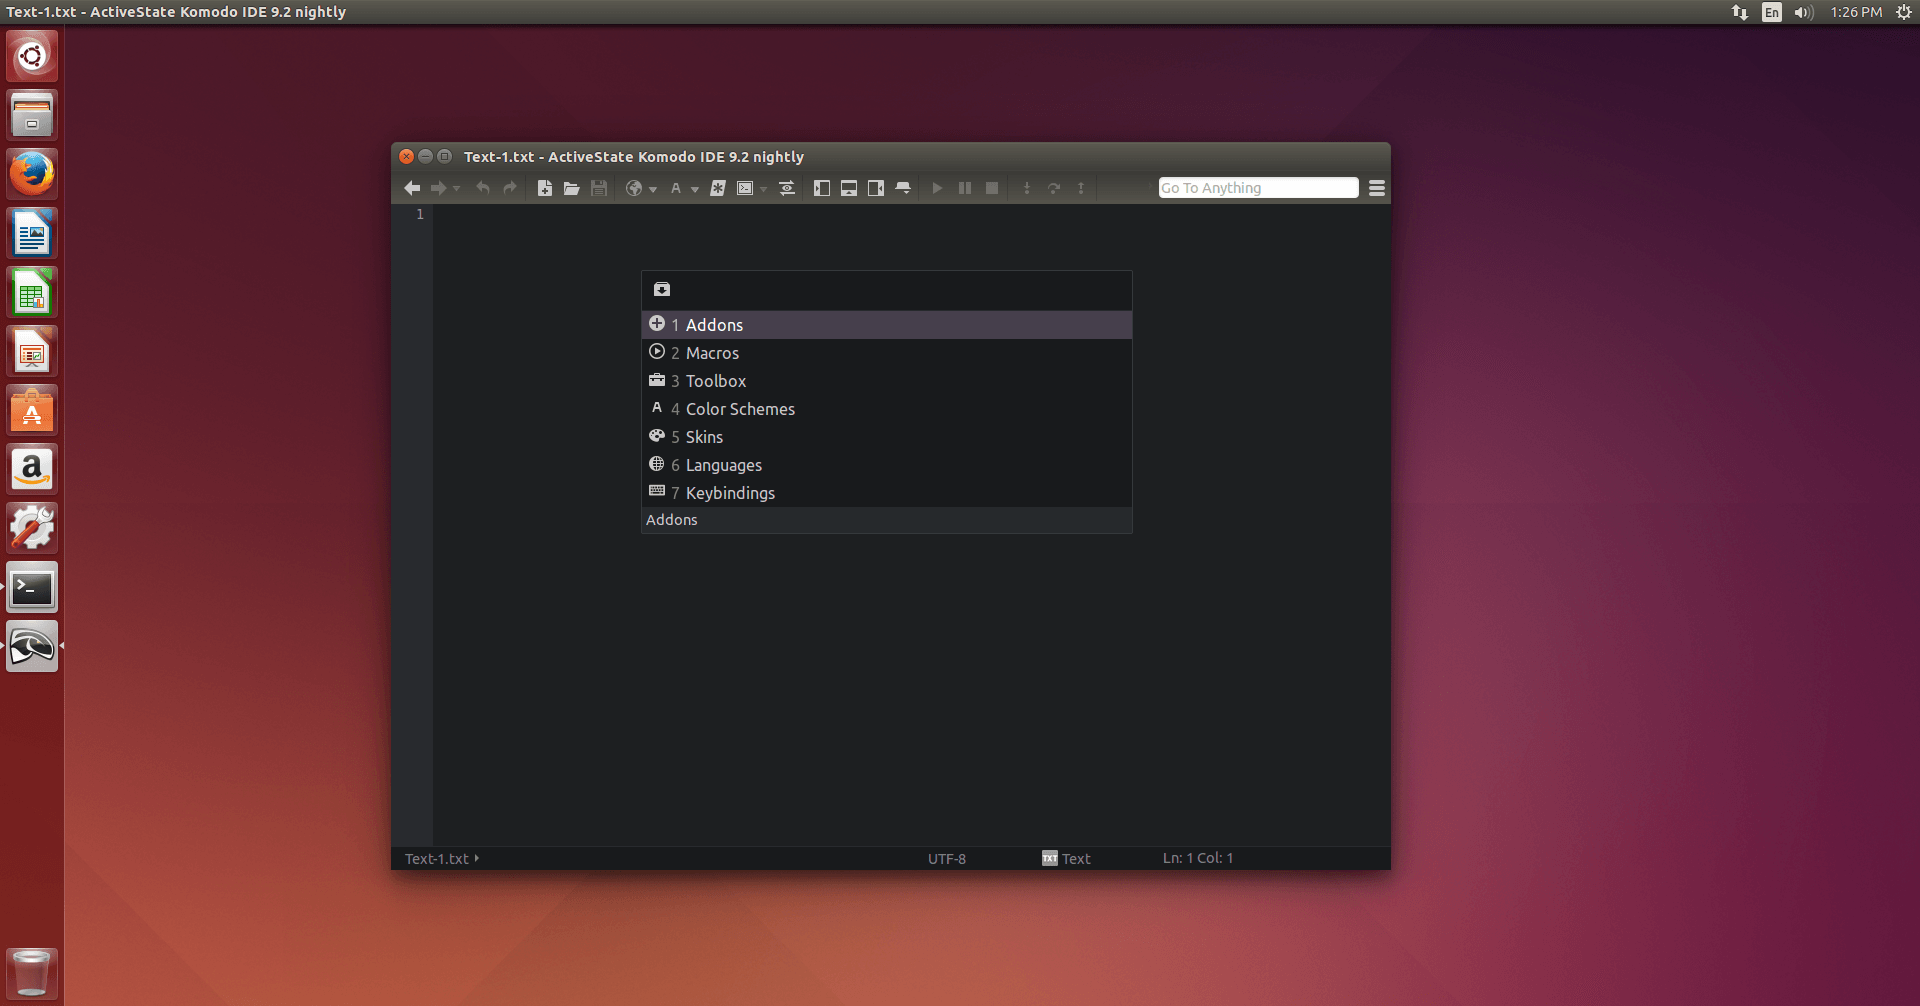 Text-1.txt - ActiveState Komodo IDE 9.2 nightly
En
1:26 PM
Text-1.txt - ActiveState Komodo IDE 9.2 nightly
A
Go To Anything
1
1 Addons
2 Macros
3 Toolbox
A 4 Color Schemes
5 Skins
6 Languages
7 Keybindings
Addons
Text-1.txt
UTF-8
TXT Text
Ln: 1 Col: 1